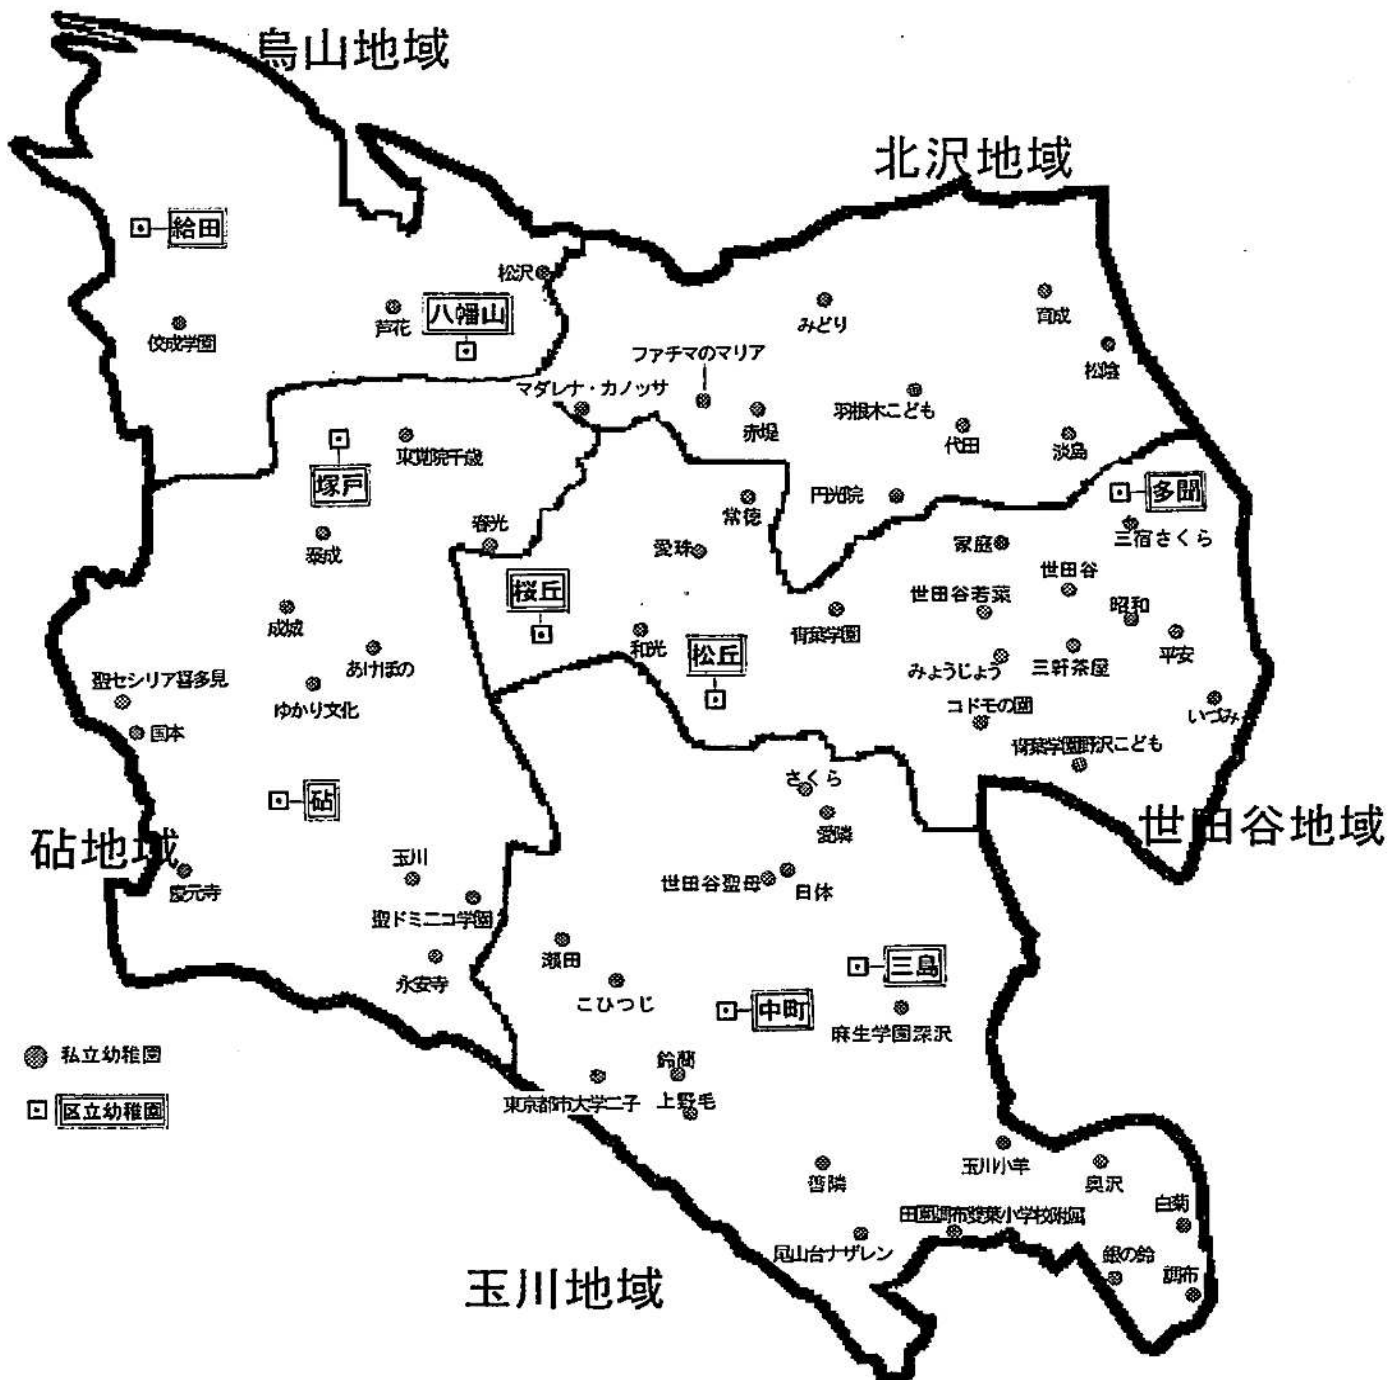 烏山地域
北沢地域
給田
松沢
芦花
八幡山
佼成学園
みどり
育成
松陰
ファチマのマリア
マダレナ・カノッサ
羽根木こども
赤堤
代田
淡島
東覚院千歳
塚戸
円光院
多聞
常徳
三宿さくら
春光
愛珠
家庭
泰成
世田谷
桜丘
世田谷若葉
昭和
成城
和光
青葉学園
松丘
平安
あけぼの
みょうじょう
三軒茶屋
聖セシリア喜多見
ゆかり文化
コドモの園
いづみ
国本
青葉学園野沢こども
さくら
砧
世田谷地域
愛隣
砧地域
玉川
世田谷聖母
日体
慶元寺
聖ドミニコ学園
瀬田
三島
永安寺
こひつじ
中町
麻生学園深沢
私立幼稚園
鈴蘭
区立幼稚園
東京都市大学二子
上野毛
玉川小羊
善隣
奥沢
白菊
田園調布雙葉小学校附属
尾山台ナザレン
銀の鈴
調布
玉川地域